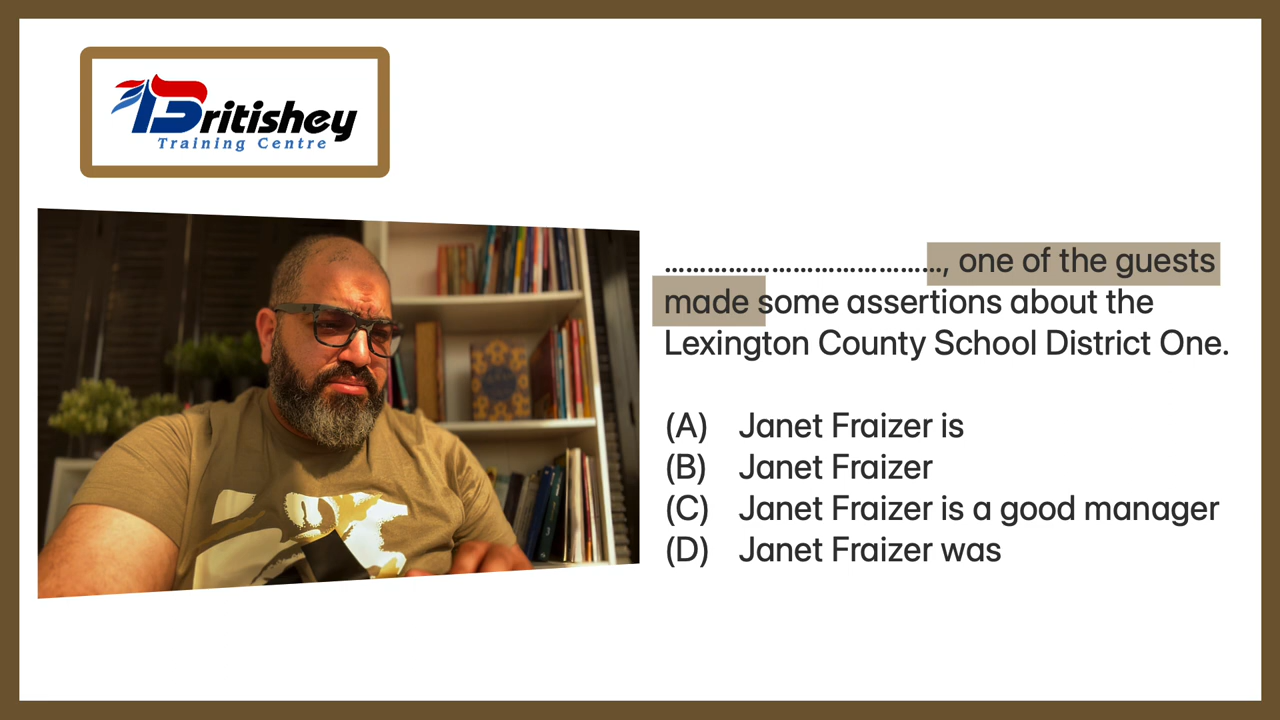 Britishey
Training Centre
……………………………………, one of the guests
made some assertions about the
Lexington County School District One.
(A) Janet Fraizer is
(B) Janet Fraizer
(C) Janet Fraizer is a good manager
(D) Janet Fraizer was